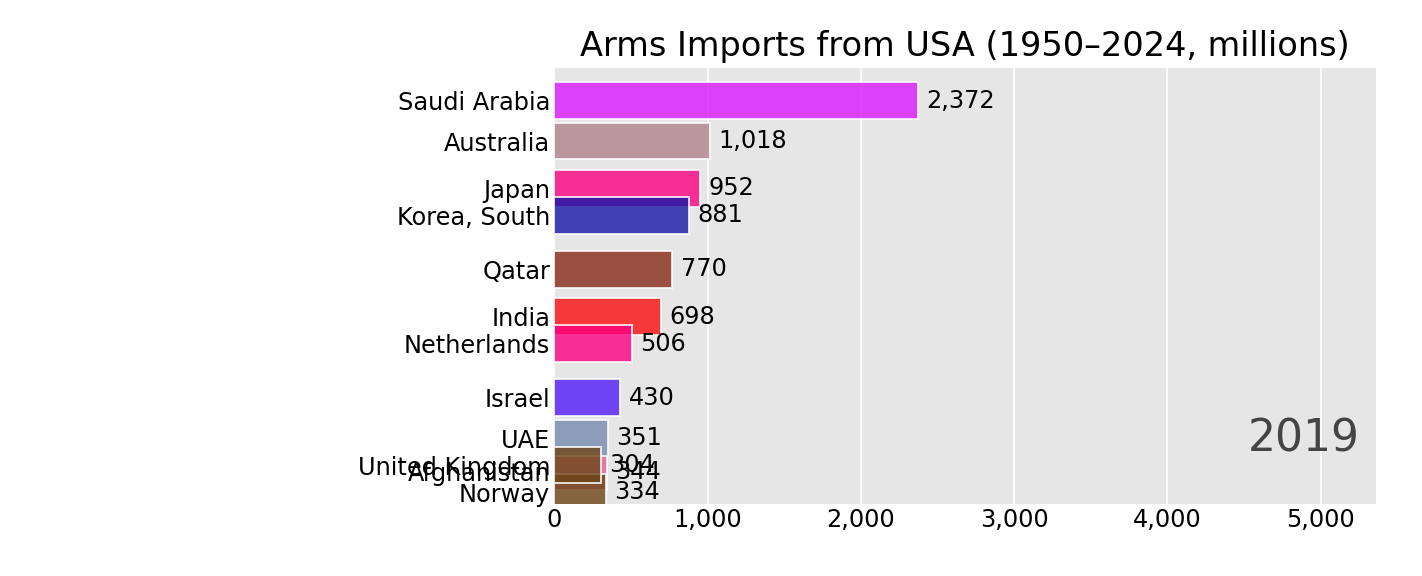 Arms Imports from USA (1950–2024, millions)
Saudi Arabia 2,372
Australia 1,018
Japan 952
Korea, South 881
Qatar 770
India 698
Netherlands 506
Israel 430
UAE 351
2019
United Kingdom 304
Afghanistan 344
Norway 334
0 1,000 2,000 3,000 4,000 5,000